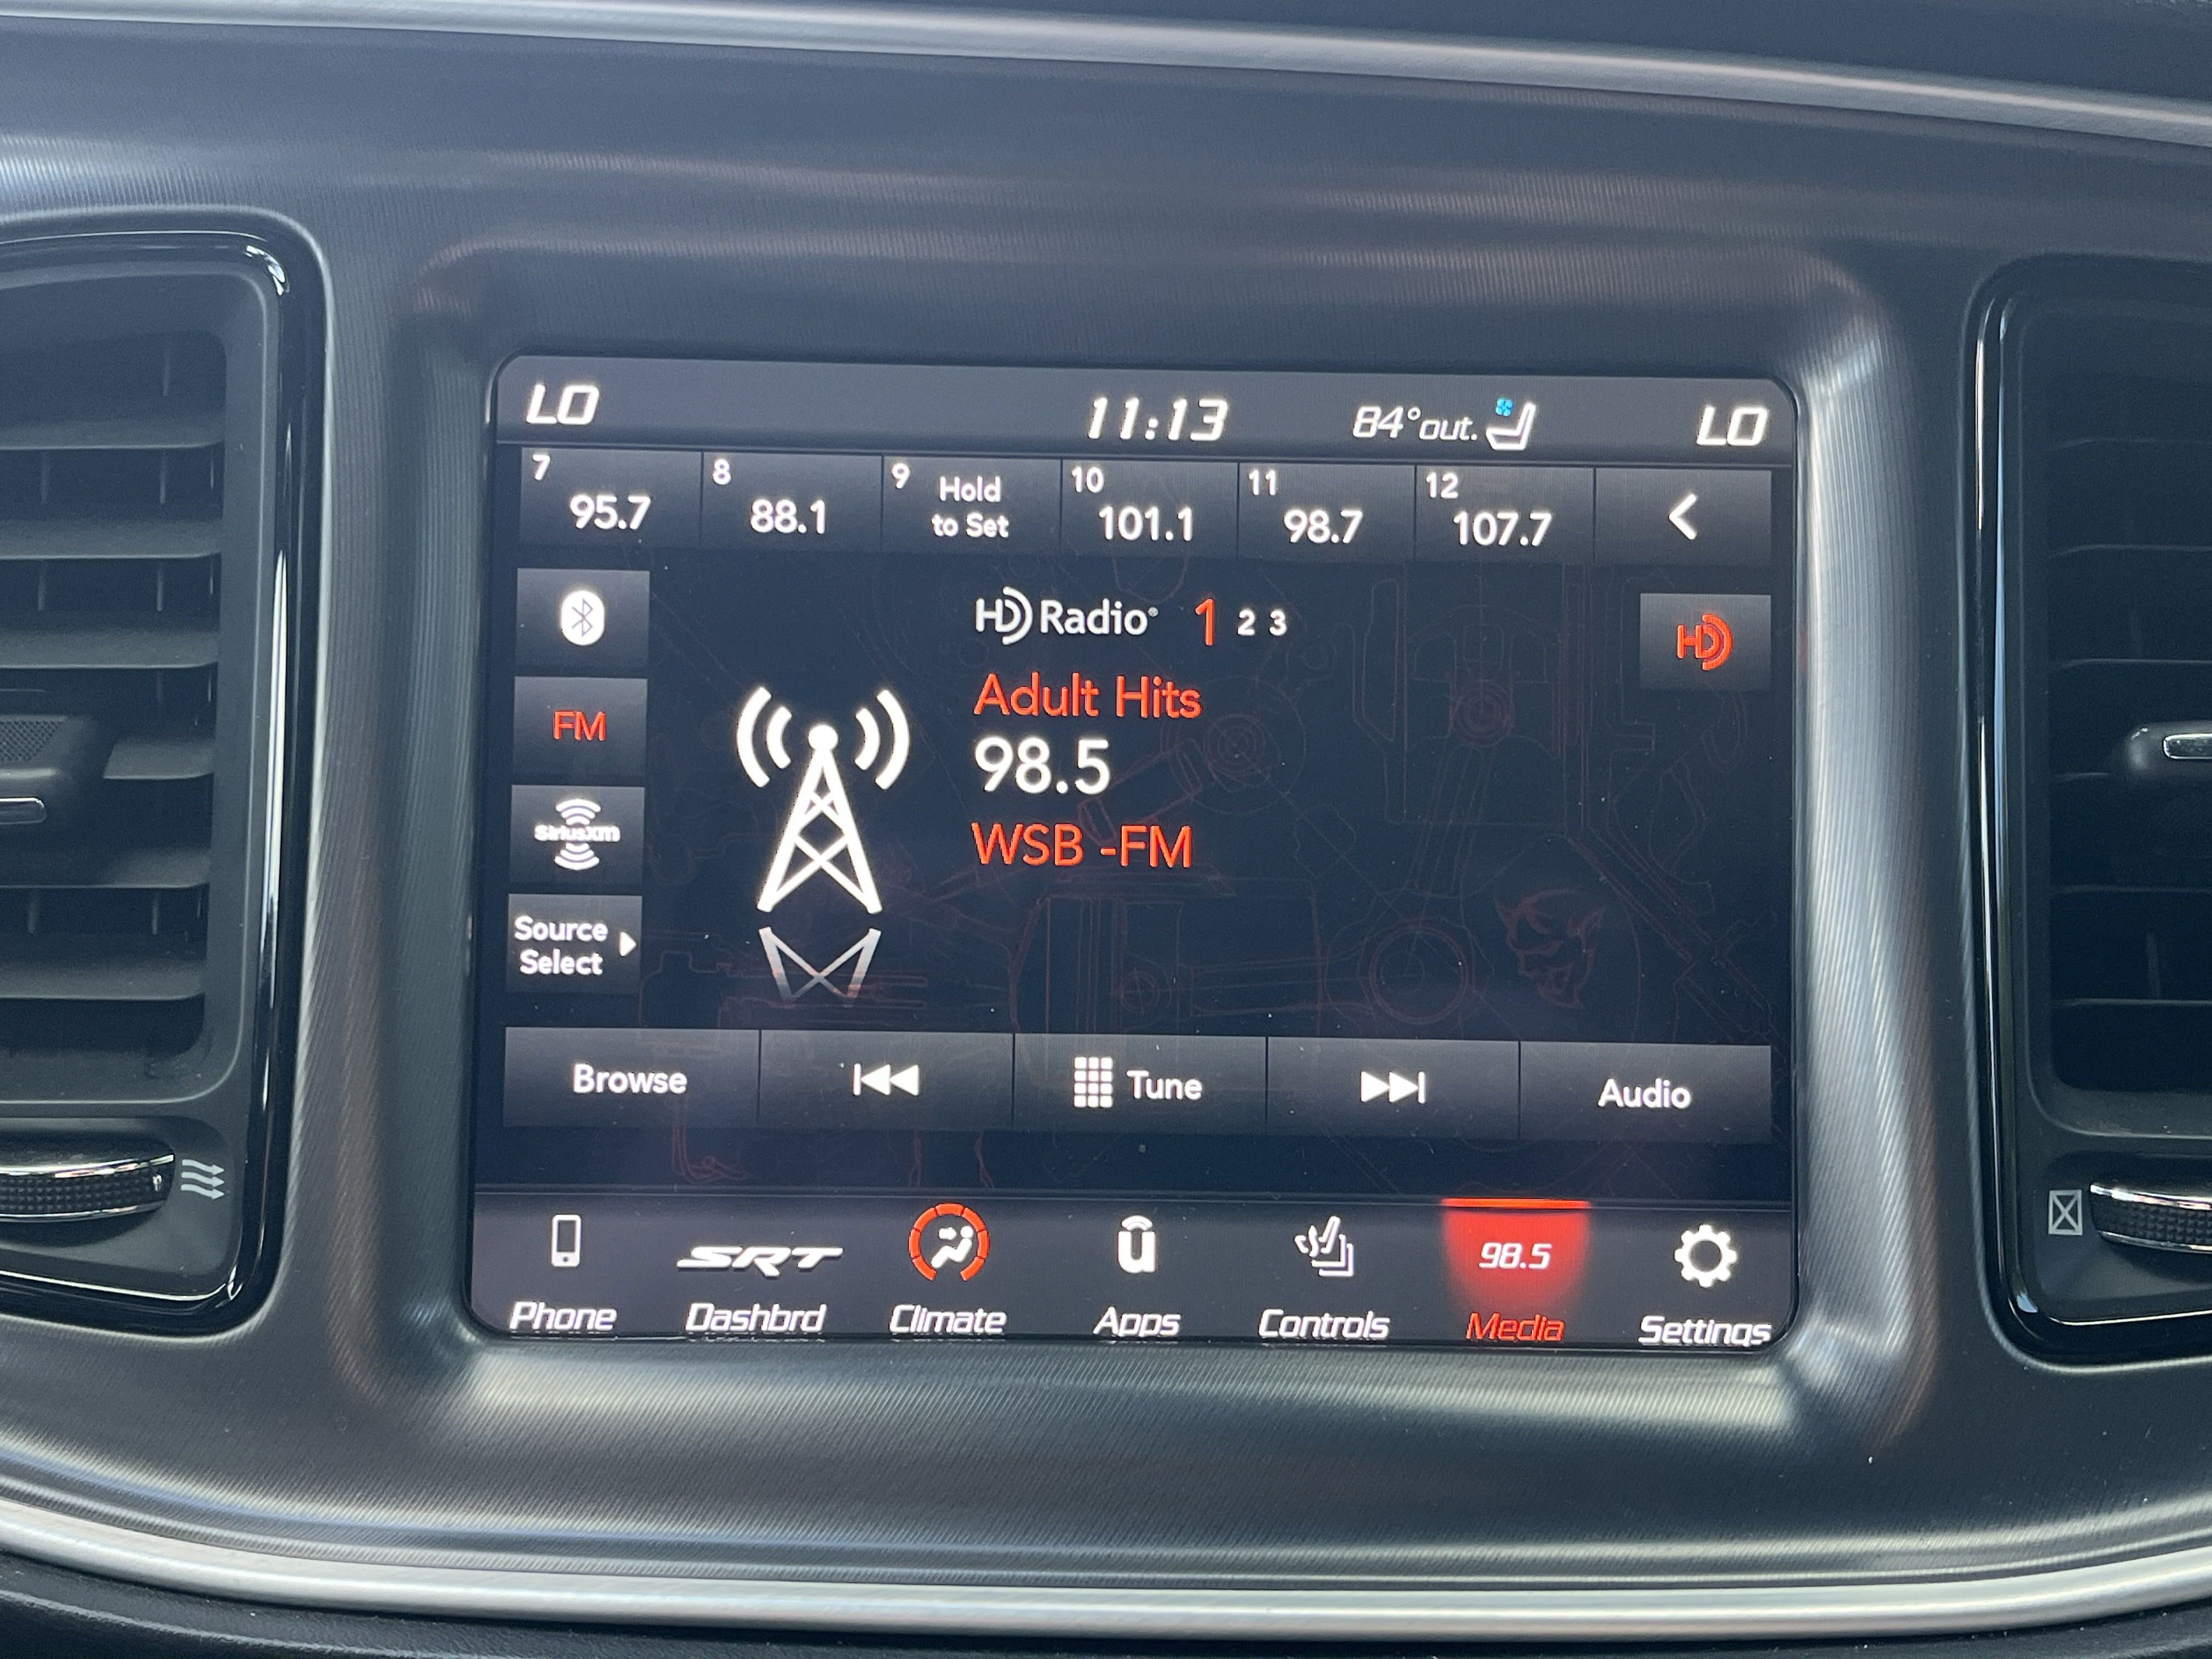 LO 11:13 84°out. LO
7 8 9 10 11 12
95.7 88.1 Hold to Set 101.1 98.7 107.7
HD Radio® 1 2 3
HD
Adult Hits
FM
98.5
SiriusXM
WSB -FM
Source
Select
Browse Tune Audio
SRT 98.5
Phone Dashbrd Climate Apps Controls Media Settings